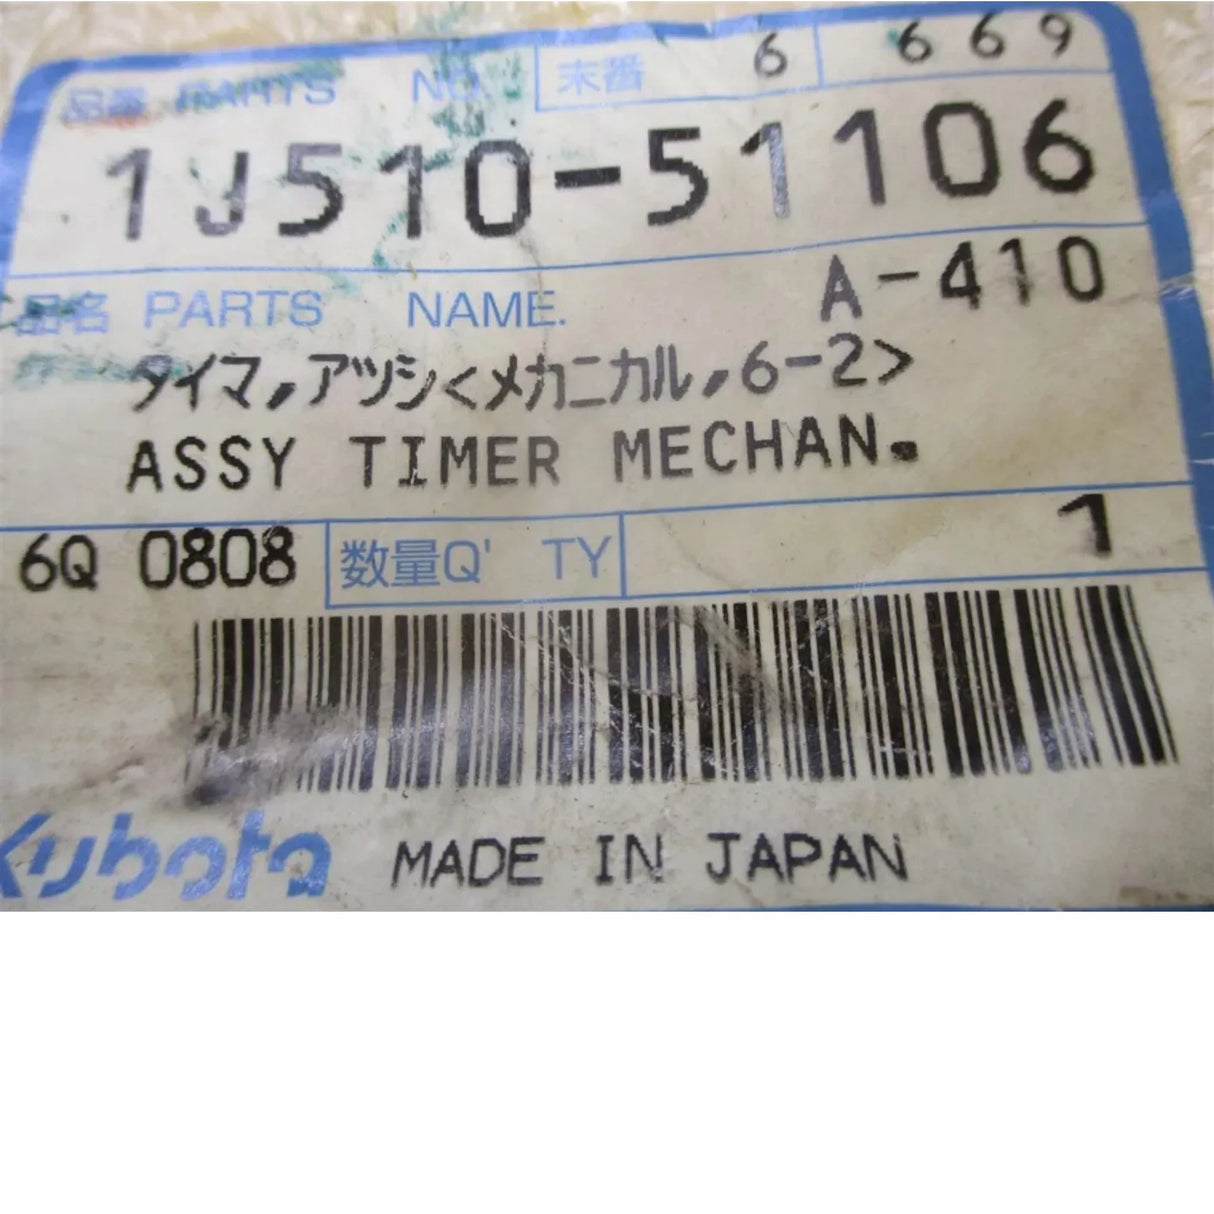 品番 PARTS NO. 末番 6 669
1J510-51106
品名 PARTS NAME. A-410
タイマ,アツシ<メカニカル,6-2>
ASSY TIMER MECHAN.
6Q 0808 数量Q'TY 1
Kubota MADE IN JAPAN